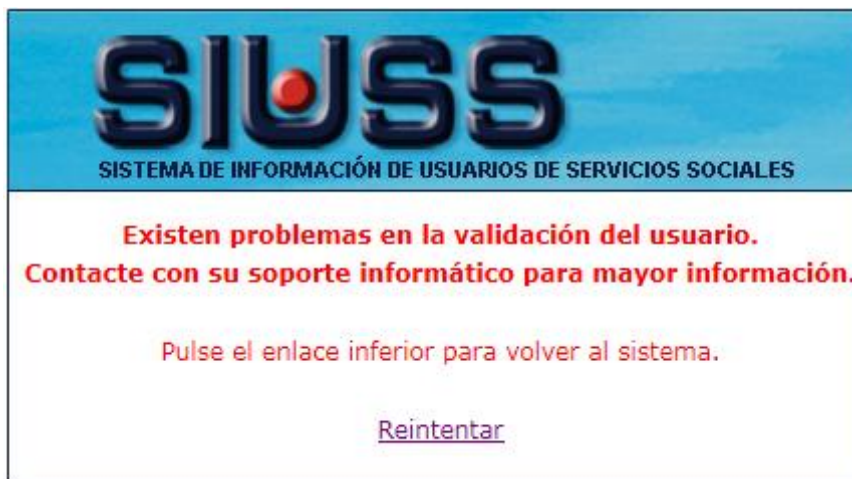 SIUSS
SISTEMA DE INFORMACIÓN DE USUARIOS DE SERVICIOS SOCIALES
Existen problemas en la validación del usuario.
Contacte con su soporte informático para mayor información.
Pulse el enlace inferior para volver al sistema.
Reintentar